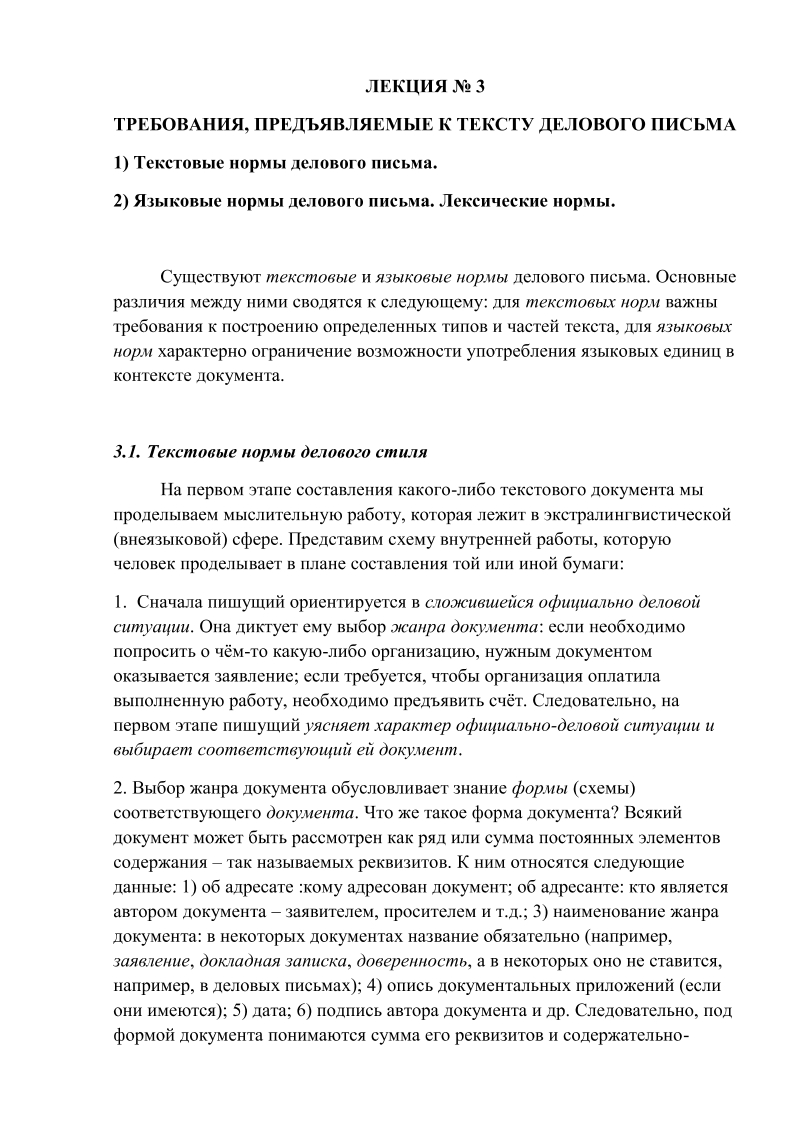 ЛЕКЦИЯ № 3
ТРЕБОВАНИЯ, ПРЕДЪЯВЛЯЕМЫЕ К ТЕКСТУ ДЕЛОВОГО ПИСЬМА
1) Текстовые нормы делового письма.
2) Языковые нормы делового письма. Лексические нормы.
Существуют текстовые и языковые нормы делового письма. Основные
различия между ними сводятся к следующему: для текстовых норм важны
требования к построению определенных типов и частей текста, для языковых
норм характерно ограничение возможности употребления языковых единиц в
контексте документа.
3.1. Текстовые нормы делового стиля
На первом этапе составления какого-либо текстового документа мы
проделываем мыслительную работу, которая лежит в экстралингвистической
(внеязыковой) сфере. Представим схему внутренней работы, которую
человек проделывает в плане составления той или иной бумаги:
1.  Сначала пишущий ориентируется в сложившейся официально деловой
ситуации. Она диктует ему выбор жанра документа: если необходимо
попросить о чём-то какую-либо организацию, нужным документом
оказывается заявление; если требуется, чтобы организация оплатила
выполненную работу, необходимо предъявить счёт. Следовательно, на
первом этапе пишущий уясняет характер официально-деловой ситуации и
выбирает соответствующий ей документ.
2. Выбор жанра документа обусловливает знание формы (схемы)
соответствующего документа. Что же такое форма документа? Всякий
документ может быть рассмотрен как ряд или сумма постоянных элементов
содержания – так называемых реквизитов. К ним относятся следующие
данные: 1) об адресате :кому адресован документ; об адресанте: кто является
автором документа – заявителем, просителем и т.д.; 3) наименование жанра
документа: в некоторых документах название обязательно (например,
заявление, докладная записка, доверенность, а в некоторых оно не ставится,
например, в деловых письмах); 4) опись документальных приложений (если
они имеются); 5) дата; 6) подпись автора документа и др. Следовательно, под
формой документа понимаются сумма его реквизитов и содержательно-